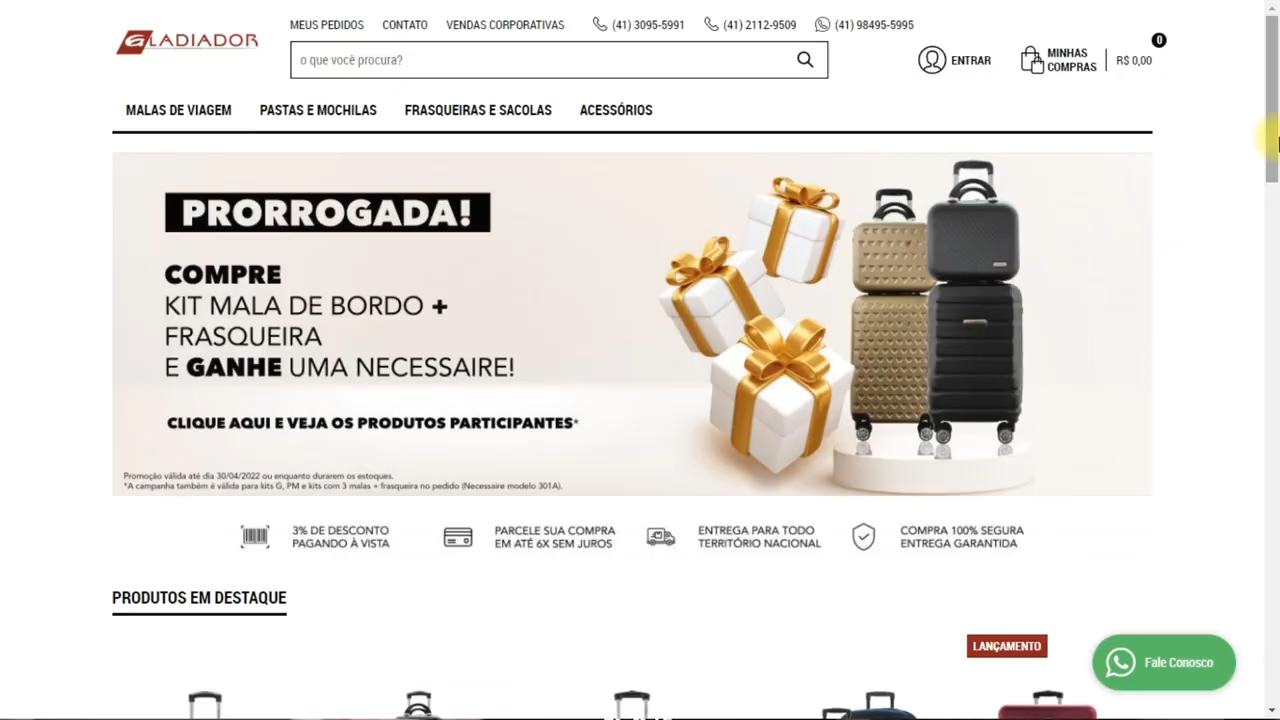 MEUS PEDIDOS CONTATO VENDAS CORPORATIVAS (41) 3095-5991 (41) 2112-9509 (41) 98495-5995
GLADIADOR
o que você procura?
ENTRAR
MINHAS
COMPRAS
0
R$ 0,00
MALAS DE VIAGEM PASTAS E MOCHILAS FRASQUEIRAS E SACOLAS ACESSÓRIOS
PRORROGADA!
COMPRE
KIT MALA DE BORDO +
FRASQUEIRA
E GANHE UMA NECESSAIRE!
CLIQUE AQUI E VEJA OS PRODUTOS PARTICIPANTES*
Promoção válida até dia 30/04/2022 ou enquanto durarem os estoques.
*A campanha também é válida para kits G, PM e kits com 3 malas + frasqueira no pedido (Necessaire modelo 301A).
3% DE DESCONTO
PAGANDO À VISTA
PARCELE SUA COMPRA
EM ATÉ 6X SEM JUROS
ENTREGA PARA TODO
TERRITÓRIO NACIONAL
COMPRA 100% SEGURA
ENTREGA GARANTIDA
PRODUTOS EM DESTAQUE
LANÇAMENTO
Fale Conosco